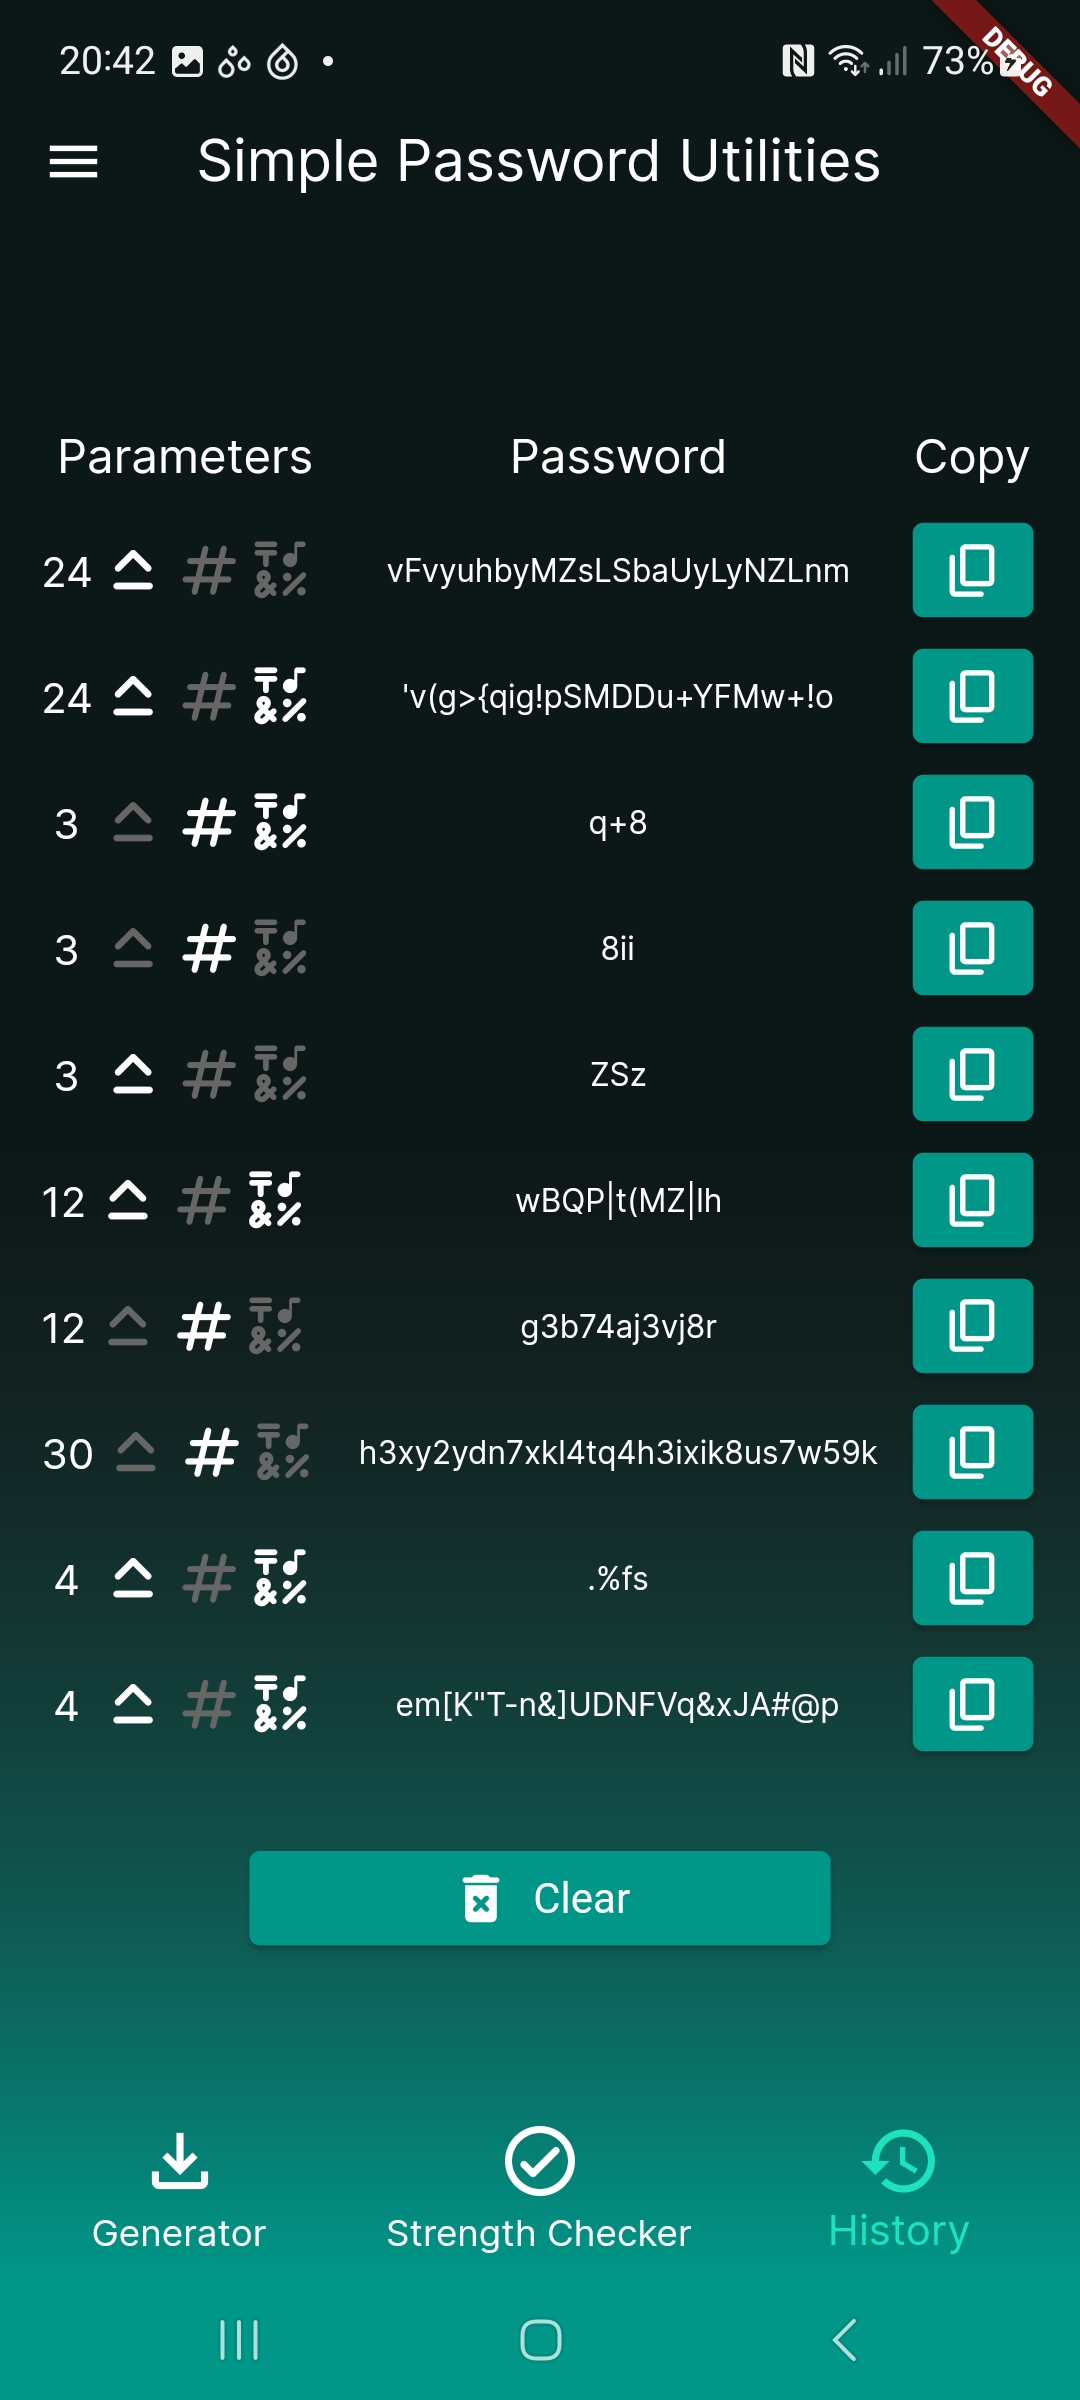 20:42 73%
DEBUG
Simple Password Utilities
Parameters Password Copy
24 vFvyuhbyMZsLSbaUyLyNZLnm
24 'v(g>{qig!pSMDDu+YFMw+!o
3 q+8
3 8ii
3 ZSz
12 wBQP|t(MZ|lh
12 g3b74aj3vj8r
30 h3xy2ydn7xkl4tq4h3ixik8us7w59k
4 .%fs
4 em[K"T-n&]UDNFVq&xJA#@p
Clear
Generator Strength Checker History